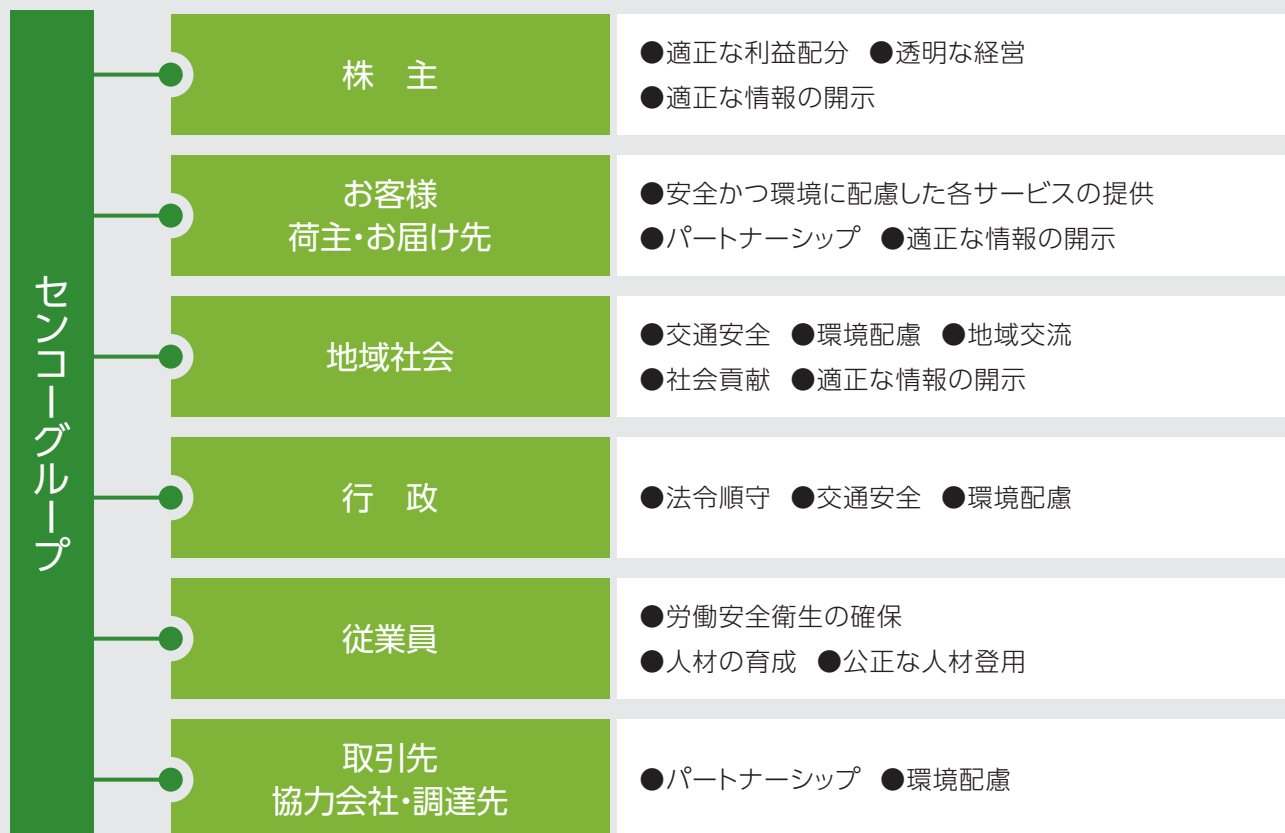 センコーグループ
株　主
●適正な利益配分　●透明な経営
●適正な情報の開示
お客様
荷主・お届け先
●安全かつ環境に配慮した各サービスの提供
●パートナーシップ　●適正な情報の開示
地域社会
●交通安全　●環境配慮　●地域交流
●社会貢献　●適正な情報の開示
行　政
●法令順守　●交通安全　●環境配慮
従業員
●労働安全衛生の確保
●人材の育成　●公正な人材登用
取引先
協力会社・調達先
●パートナーシップ　●環境配慮